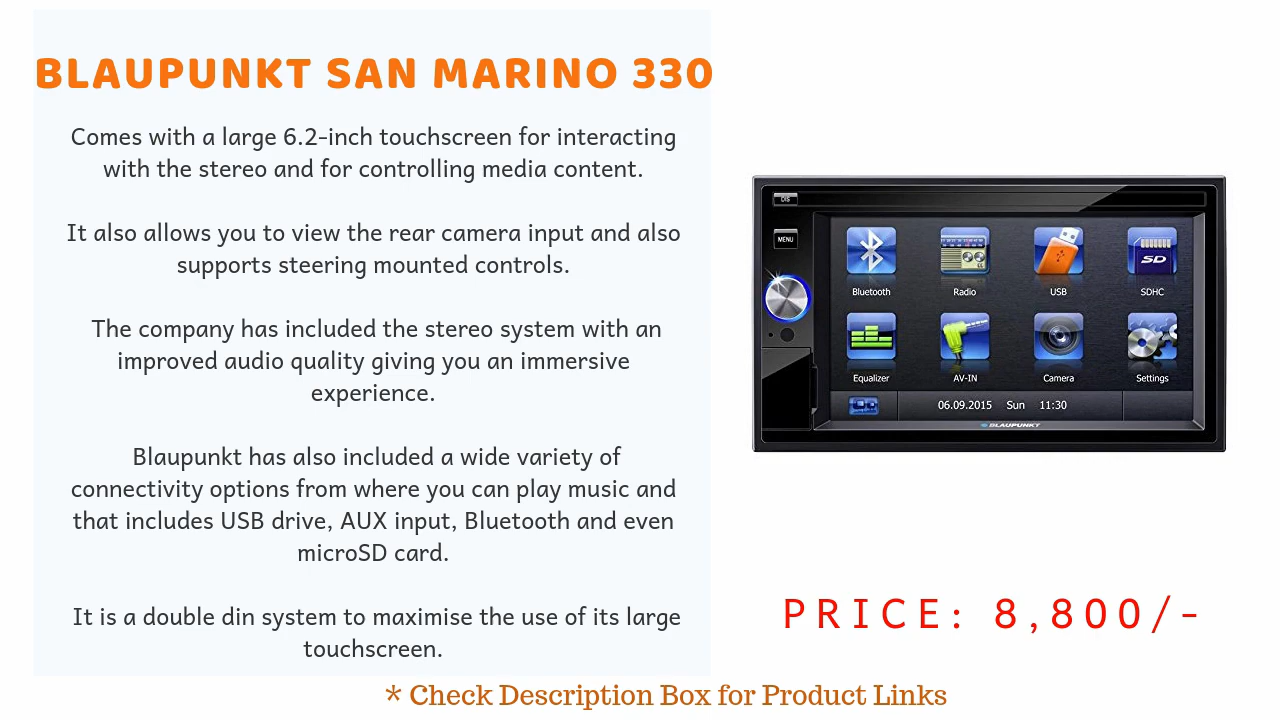 BLAUPUNKT SAN MARINO 330
Comes with a large 6.2-inch touchscreen for interacting
with the stereo and for controlling media content.
It also allows you to view the rear camera input and also
supports steering mounted controls.
The company has included the stereo system with an
improved audio quality giving you an immersive
experience.
Blaupunkt has also included a wide variety of
connectivity options from where you can play music and
that includes USB drive, AUX input, Bluetooth and even
microSD card.
It is a double din system to maximise the use of its large
touchscreen.
DIS
MENU
SD
Bluetooth Radio USB SDHC
Equalizer AV-IN Camera Settings
06.09.2015 Sun 11:30
BLAUPUNKT
PRICE: 8,800/-
* Check Description Box for Product Links